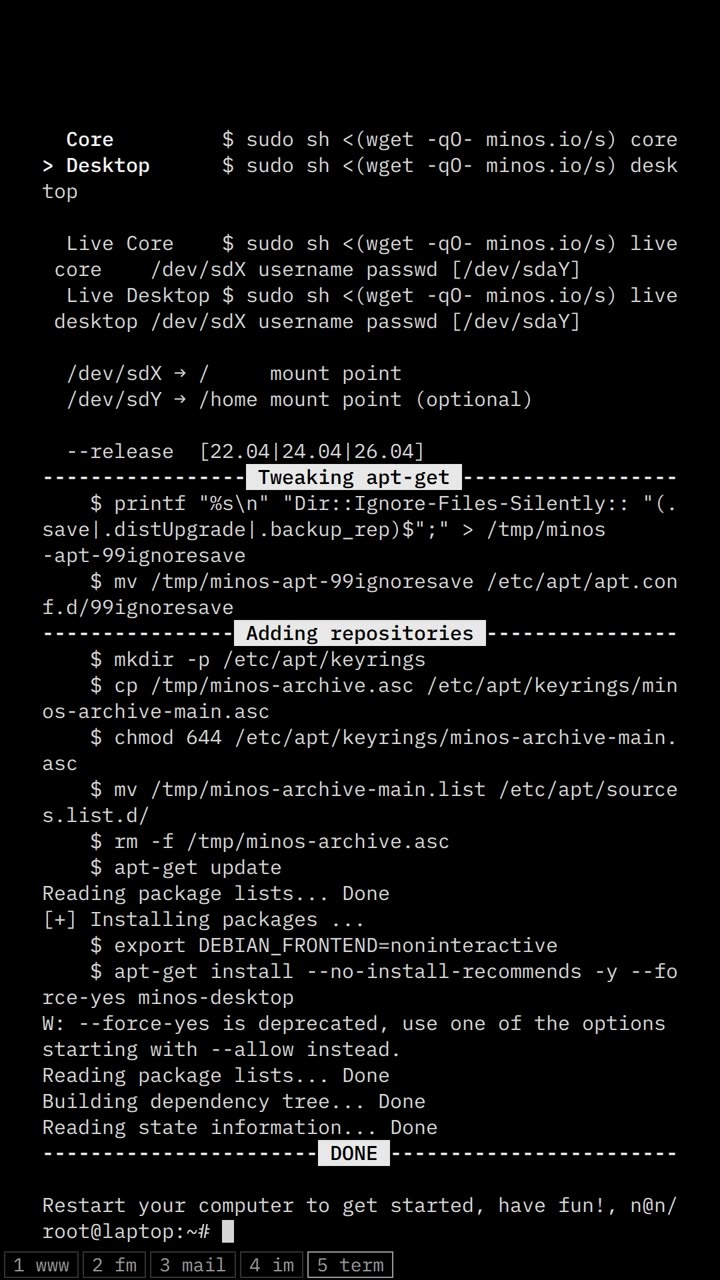 Core         $ sudo sh <(wget -qO- minos.io/s) core
> Desktop      $ sudo sh <(wget -qO- minos.io/s) desk
top
Live Core    $ sudo sh <(wget -qO- minos.io/s) live
core    /dev/sdX username passwd [/dev/sdaY]
Live Desktop $ sudo sh <(wget -qO- minos.io/s) live
desktop /dev/sdX username passwd [/dev/sdaY]
/dev/sdX → /     mount point
/dev/sdY → /home mount point (optional)
--release  [22.04|24.04|26.04]
-----------------Tweaking apt-get------------------
$ printf "%s\n" "Dir::Ignore-Files-Silently:: "(.
save|.distUpgrade|.backup_rep)$";" > /tmp/minos
-apt-99ignoresave
$ mv /tmp/minos-apt-99ignoresave /etc/apt/apt.con
f.d/99ignoresave
----------------Adding repositories----------------
$ mkdir -p /etc/apt/keyrings
$ cp /tmp/minos-archive.asc /etc/apt/keyrings/min
os-archive-main.asc
$ chmod 644 /etc/apt/keyrings/minos-archive-main.
asc
$ mv /tmp/minos-archive-main.list /etc/apt/source
s.list.d/
$ rm -f /tmp/minos-archive.asc
$ apt-get update
Reading package lists... Done
[+] Installing packages ...
$ export DEBIAN_FRONTEND=noninteractive
$ apt-get install --no-install-recommends -y --fo
rce-yes minos-desktop
W: --force-yes is deprecated, use one of the options
starting with --allow instead.
Reading package lists... Done
Building dependency tree... Done
Reading state information... Done
-----------------------DONE------------------------
Restart your computer to get started, have fun!, n@n/
root@laptop:~#
1 www 2 fm 3 mail 4 im 5 term